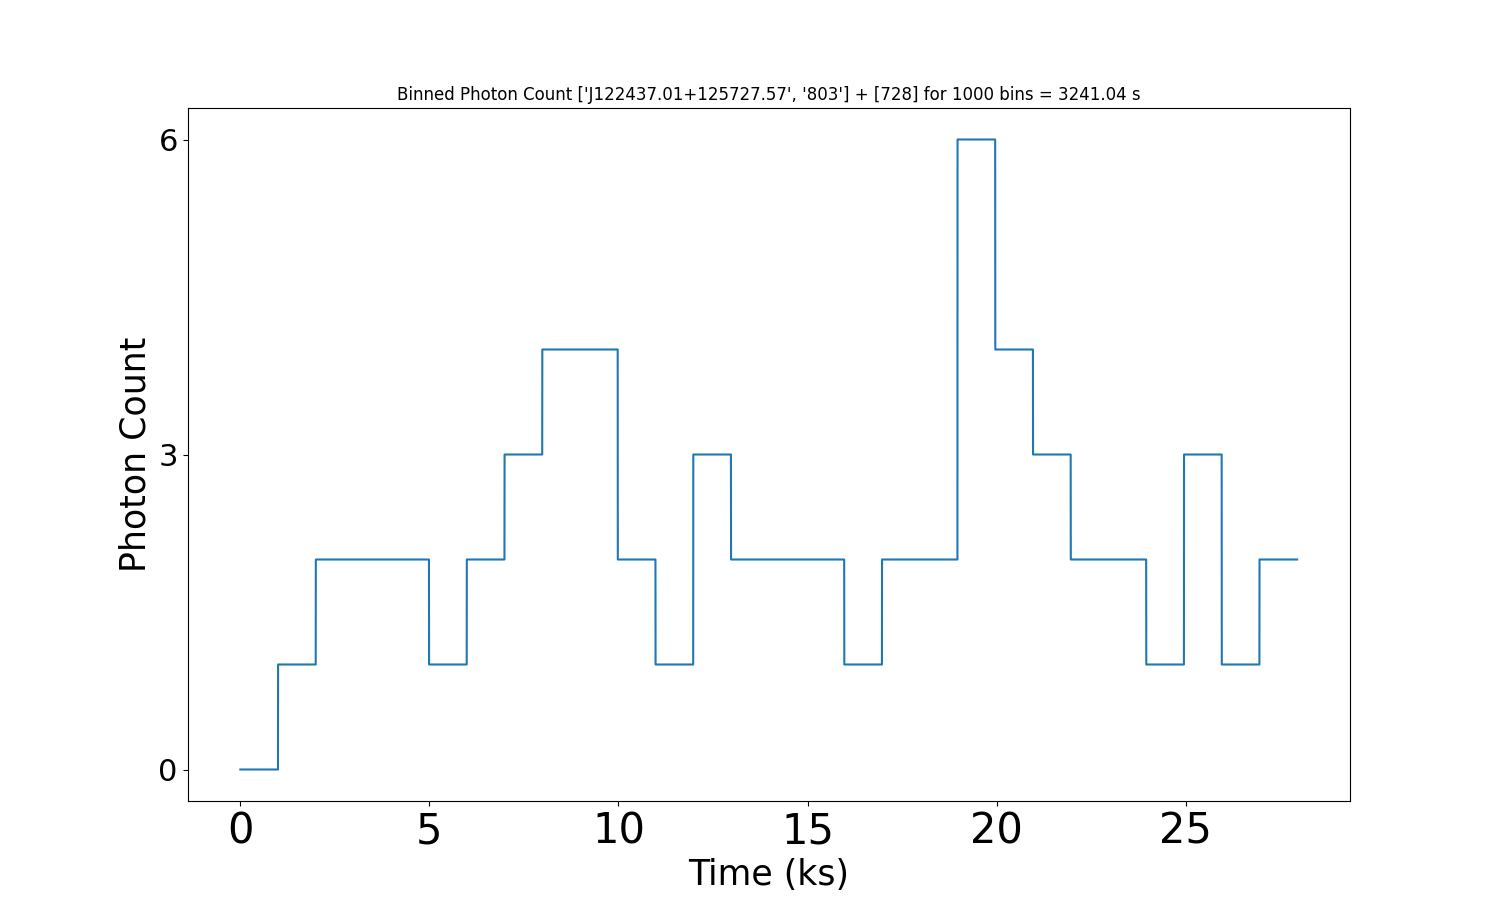 Binned Photon Count ['J122437.01+125727.57', '803'] + [728] for 1000 bins = 3241.04 s
6
3
0
Photon Count
0 5 10 15 20 25
Time (ks)